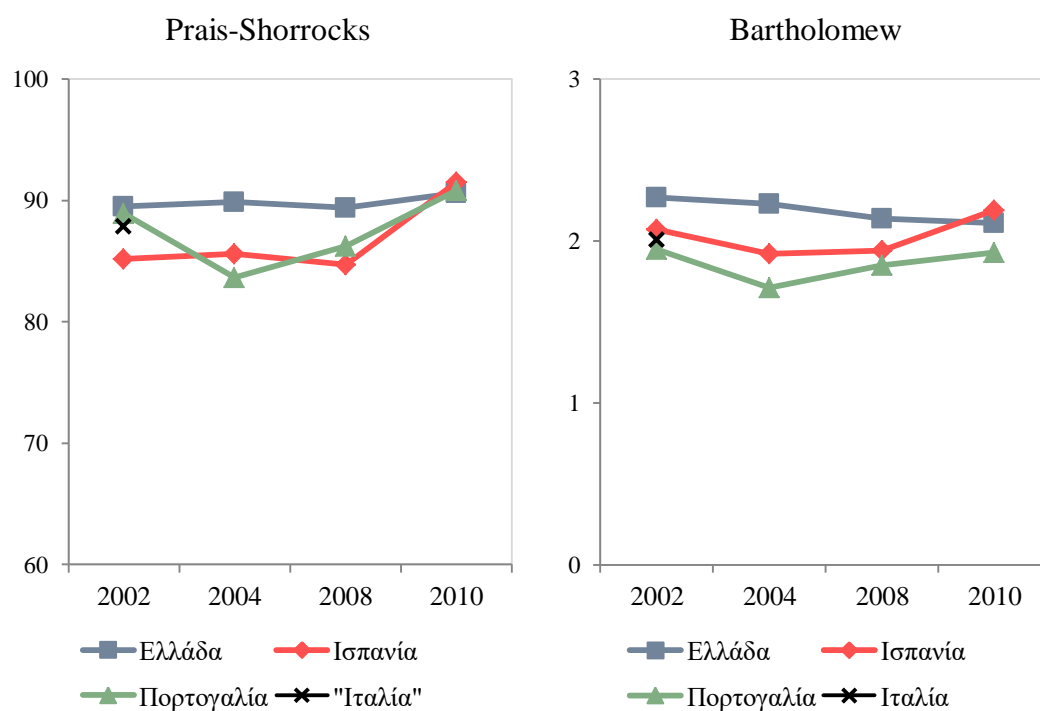 Prais-Shorrocks
100
90
80
70
60
2002 2004 2008 2010
Ελλάδα Ισπανία
Πορτογαλία "Ιταλία"
Bartholomew
3
2
1
0
2002 2004 2008 2010
Ελλάδα Ισπανία
Πορτογαλία Ιταλία